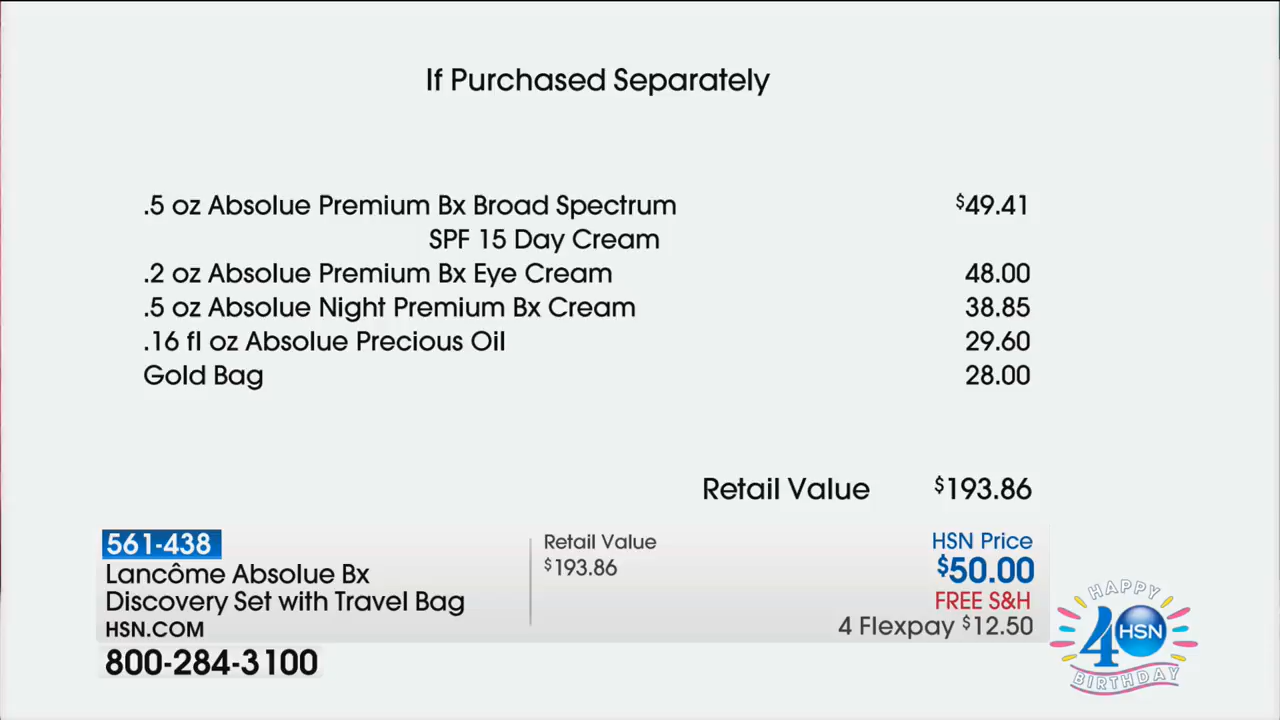 If Purchased Separately
.5 oz Absolue Premium Bx Broad Spectrum $49.41
SPF 15 Day Cream
.2 oz Absolue Premium Bx Eye Cream 48.00
.5 oz Absolue Night Premium Bx Cream 38.85
.16 fl oz Absolue Precious Oil 29.60
Gold Bag 28.00
Retail Value $193.86
561-438
Lancôme Absolue Bx
Discovery Set with Travel Bag
HSN.COM
800-284-3100
Retail Value
$193.86
HSN Price
$50.00
FREE S&H
4 Flexpay $12.50
HAPPY
40 HSN
BIRTHDAY